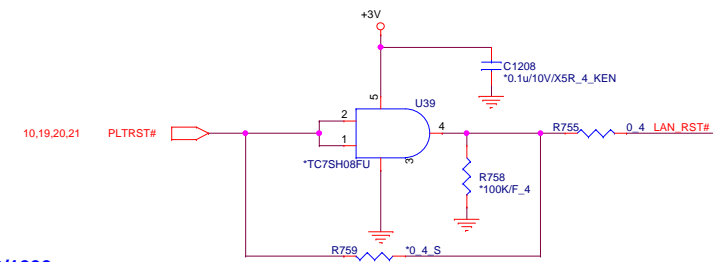 +3V
C1208
*0.1u/10V/X5R_4_KEN
5
U39
2
4
10,19,20,21 PLTRST#
R755
0_4
LAN_RST#
1
3
*TC7SH08FU
R758
*100K/F_4
R759
*0_4_S